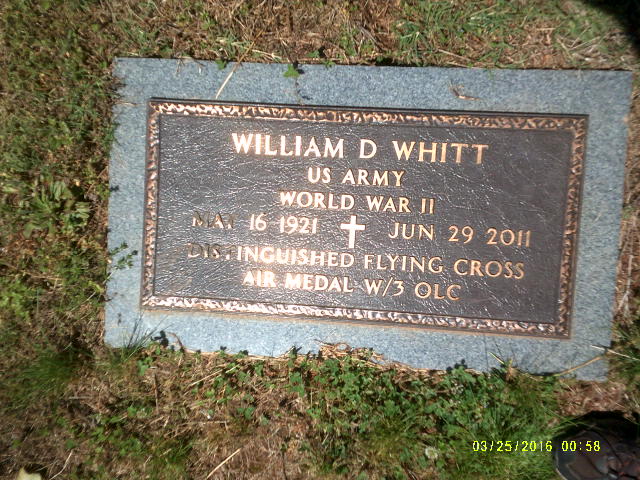 WILLIAM D WHITT
US ARMY
WORLD WAR II
MAY 16 1921 JUN 29 2011
DISTINGUISHED FLYING CROSS
AIR MEDAL W/3 OLC
03/25/2016 00:58